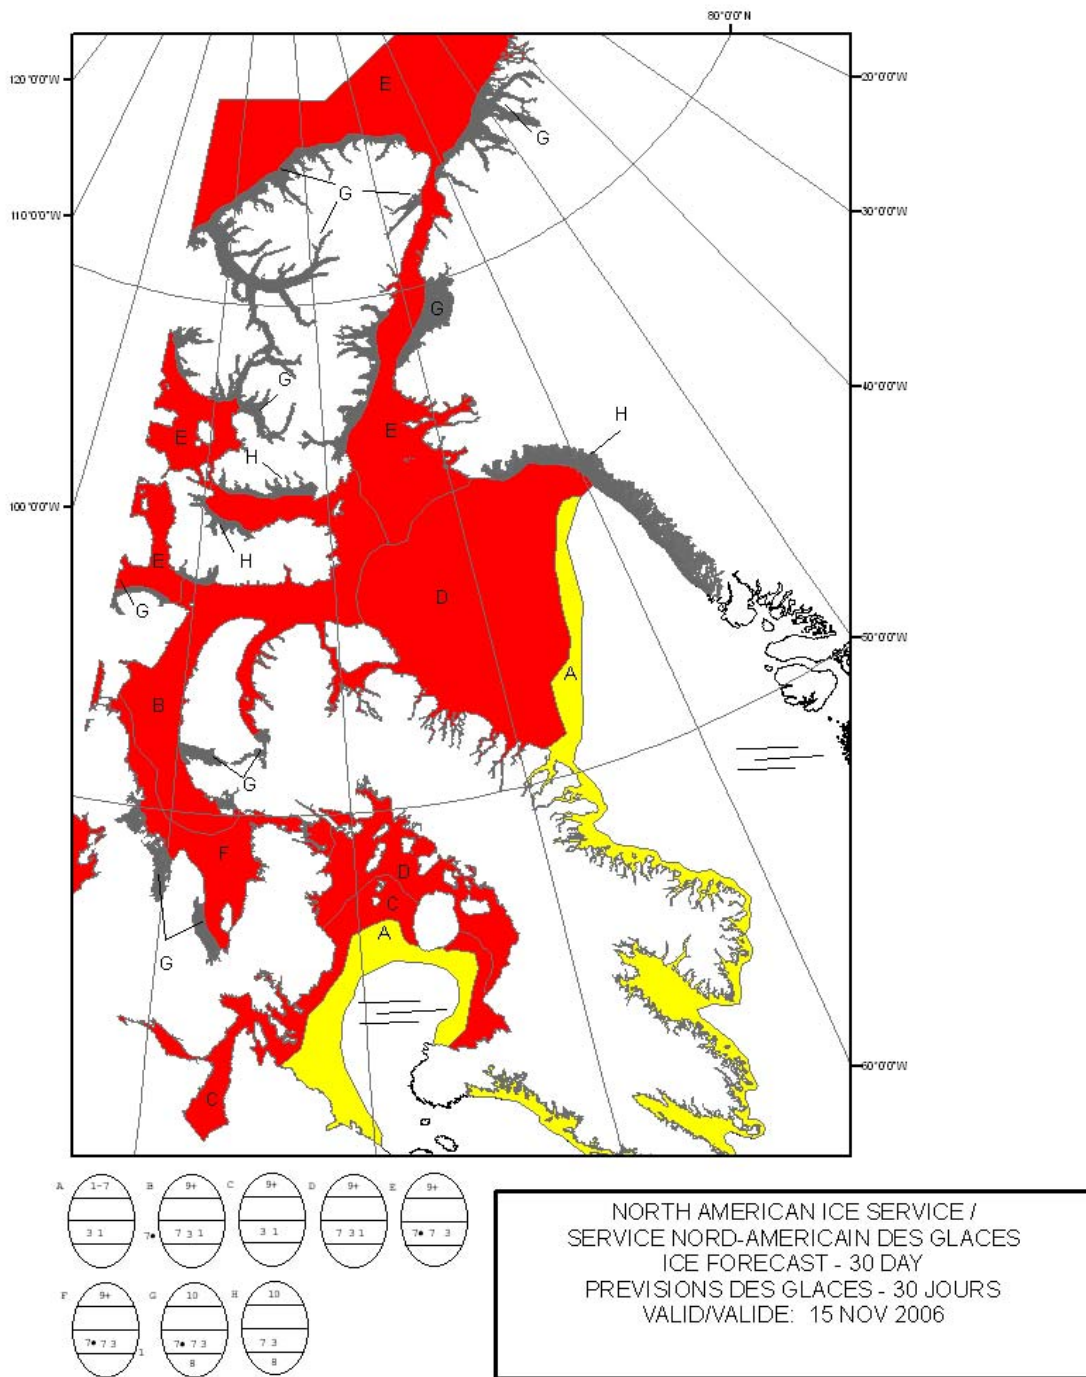 80°0'0"N
120°0'0"W
20°0'0"W
E
G
G
110°0'0"W
30°0'0"W
G
G
40°0'0"W
H
E
E
H
100°0'0"W
E
H
D
G
50°0'0"W
A
B
G
F
D
C
A
G
60°0'0"W
C
A 1-7 B 9+ C 9+ D 9+ E 9+
3 1 7• 7 3 1 3 1 7 3 1 7• 7 3
F 9+ G 10 H 10
7• 7 3 1 7• 7 3 7 3
8 8
NORTH AMERICAN ICE SERVICE /
SERVICE NORD-AMERICAIN DES GLACES
ICE FORECAST - 30 DAY
PREVISIONS DES GLACES - 30 JOURS
VALID/VALIDE: 15 NOV 2006